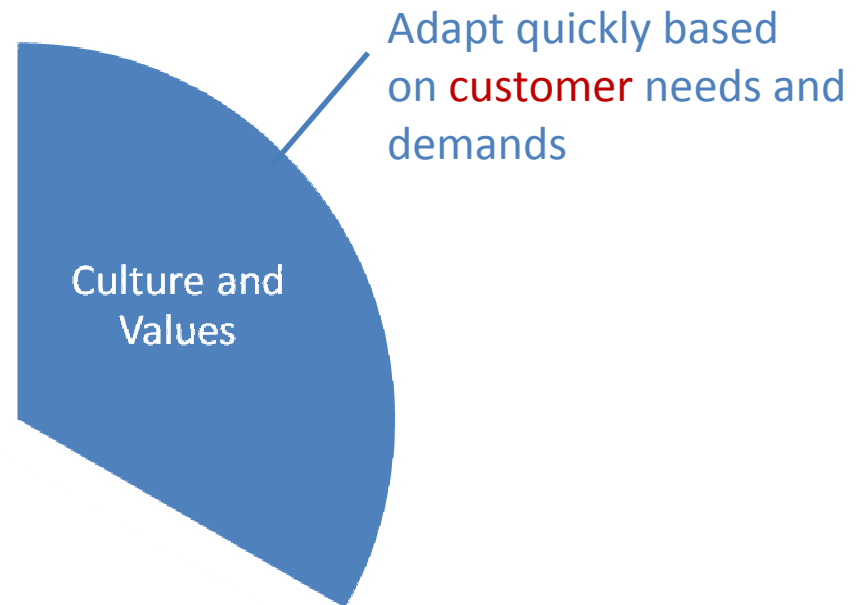 Adapt quickly based
on customer needs and
demands
Culture and
Values